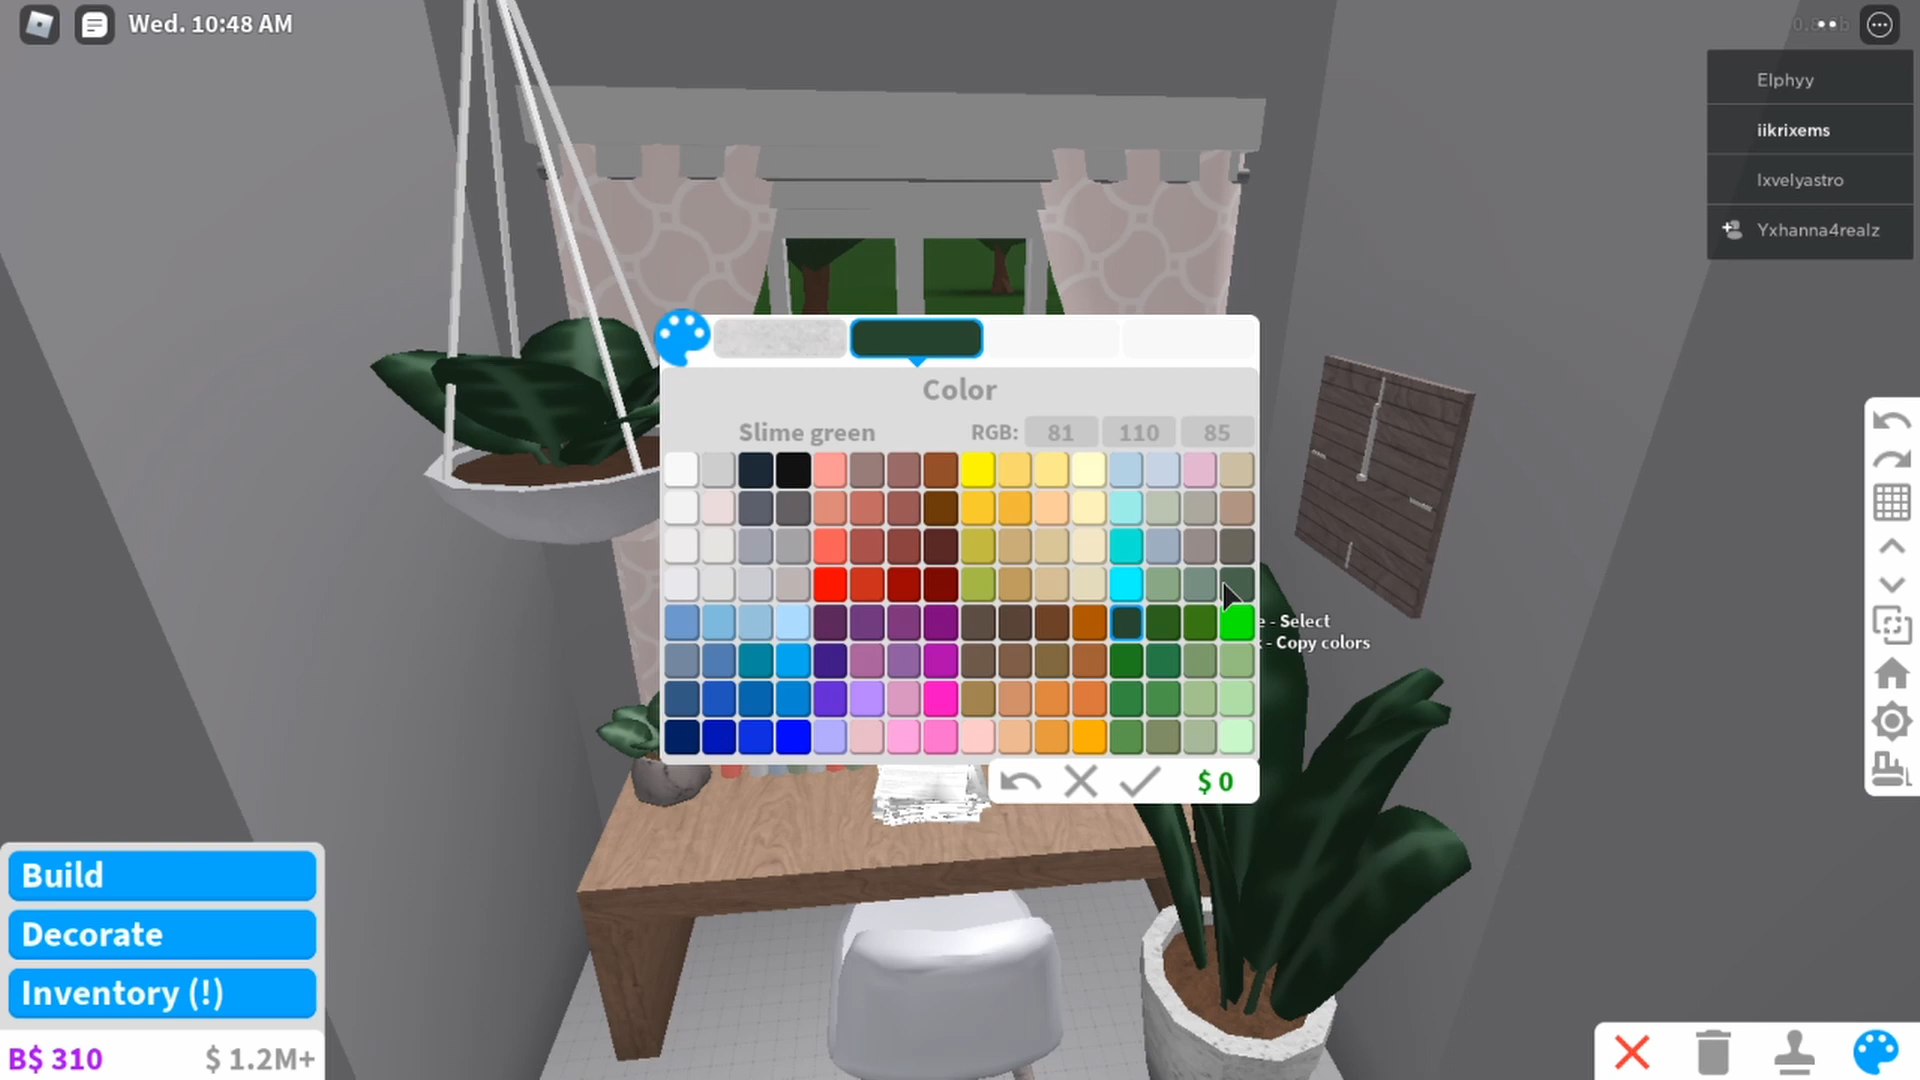 Wed. 10:48 AM
Elphyy
iikrixems
lxvelyastro
Yxhanna4realz
Color
Slime green RGB: 81 110 85
e - Select
- Copy colors
$ 0
Build
Decorate
Inventory (!)
B$ 310 $ 1.2M+